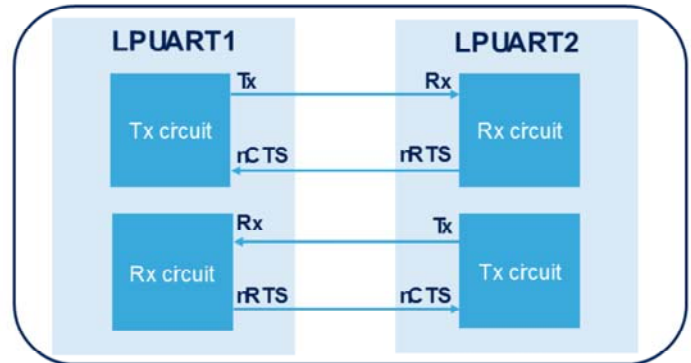 LPUART1 LPUART2
Tx Rx
Tx circuit Rx circuit
nCTS nRTS
Rx Tx
Rx circuit Tx circuit
nRTS nCTS